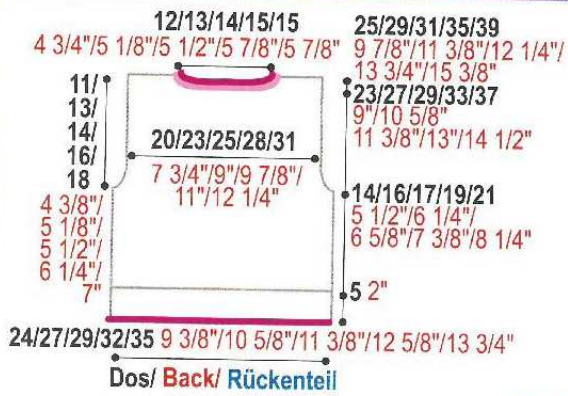 12/13/14/15/15
4 3/4"/5 1/8"/5 1/2"/5 7/8"/5 7/8"
25/29/31/35/39
9 7/8"/11 3/8"/12 1/4"/
13 3/4"/15 3/8"
23/27/29/33/37
9"/10 5/8"
11 3/8"/13"/14 1/2"
11/
13/
14/
16/
18
4 3/8"/
5 1/8"/
5 1/2"/
6 1/4"/
7"
20/23/25/28/31
7 3/4"/9"/9 7/8"/
11"/12 1/4"
14/16/17/19/21
5 1/2"/6 1/4"/
6 5/8"/7 3/8"/8 1/4"
5 2"
24/27/29/32/35 9 3/8"/10 5/8"/11 3/8"/12 5/8"/13 3/4"
Dos/ Back/ Rückenteil